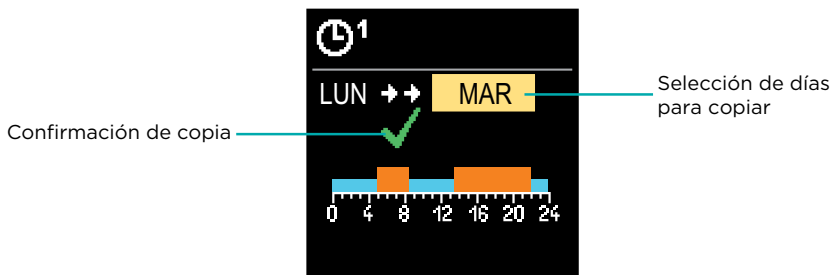 1
LUN MAR
Selección de días
para copiar
Confirmación de copia
0 4 8 12 16 20 24